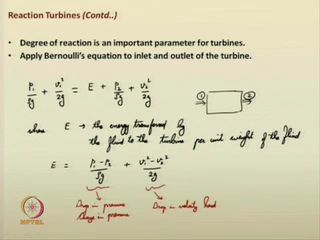 Reaction Turbines (Contd..)
• Degree of reaction is an important parameter for turbines.
• Apply Bernoulli's equation to inlet and outlet of the turbine.
P₁/ρg + V₁²/2g = E + P₂/ρg + V₂²/2g
1 2
where E → the energy transferred by
the fluid to the turbine per unit weight of the fluid
E = P₁ - P₂/ρg + V₁² - V₂²/2g
Drop in pressure Drop in velocity head
Change in pressure
NPTEL